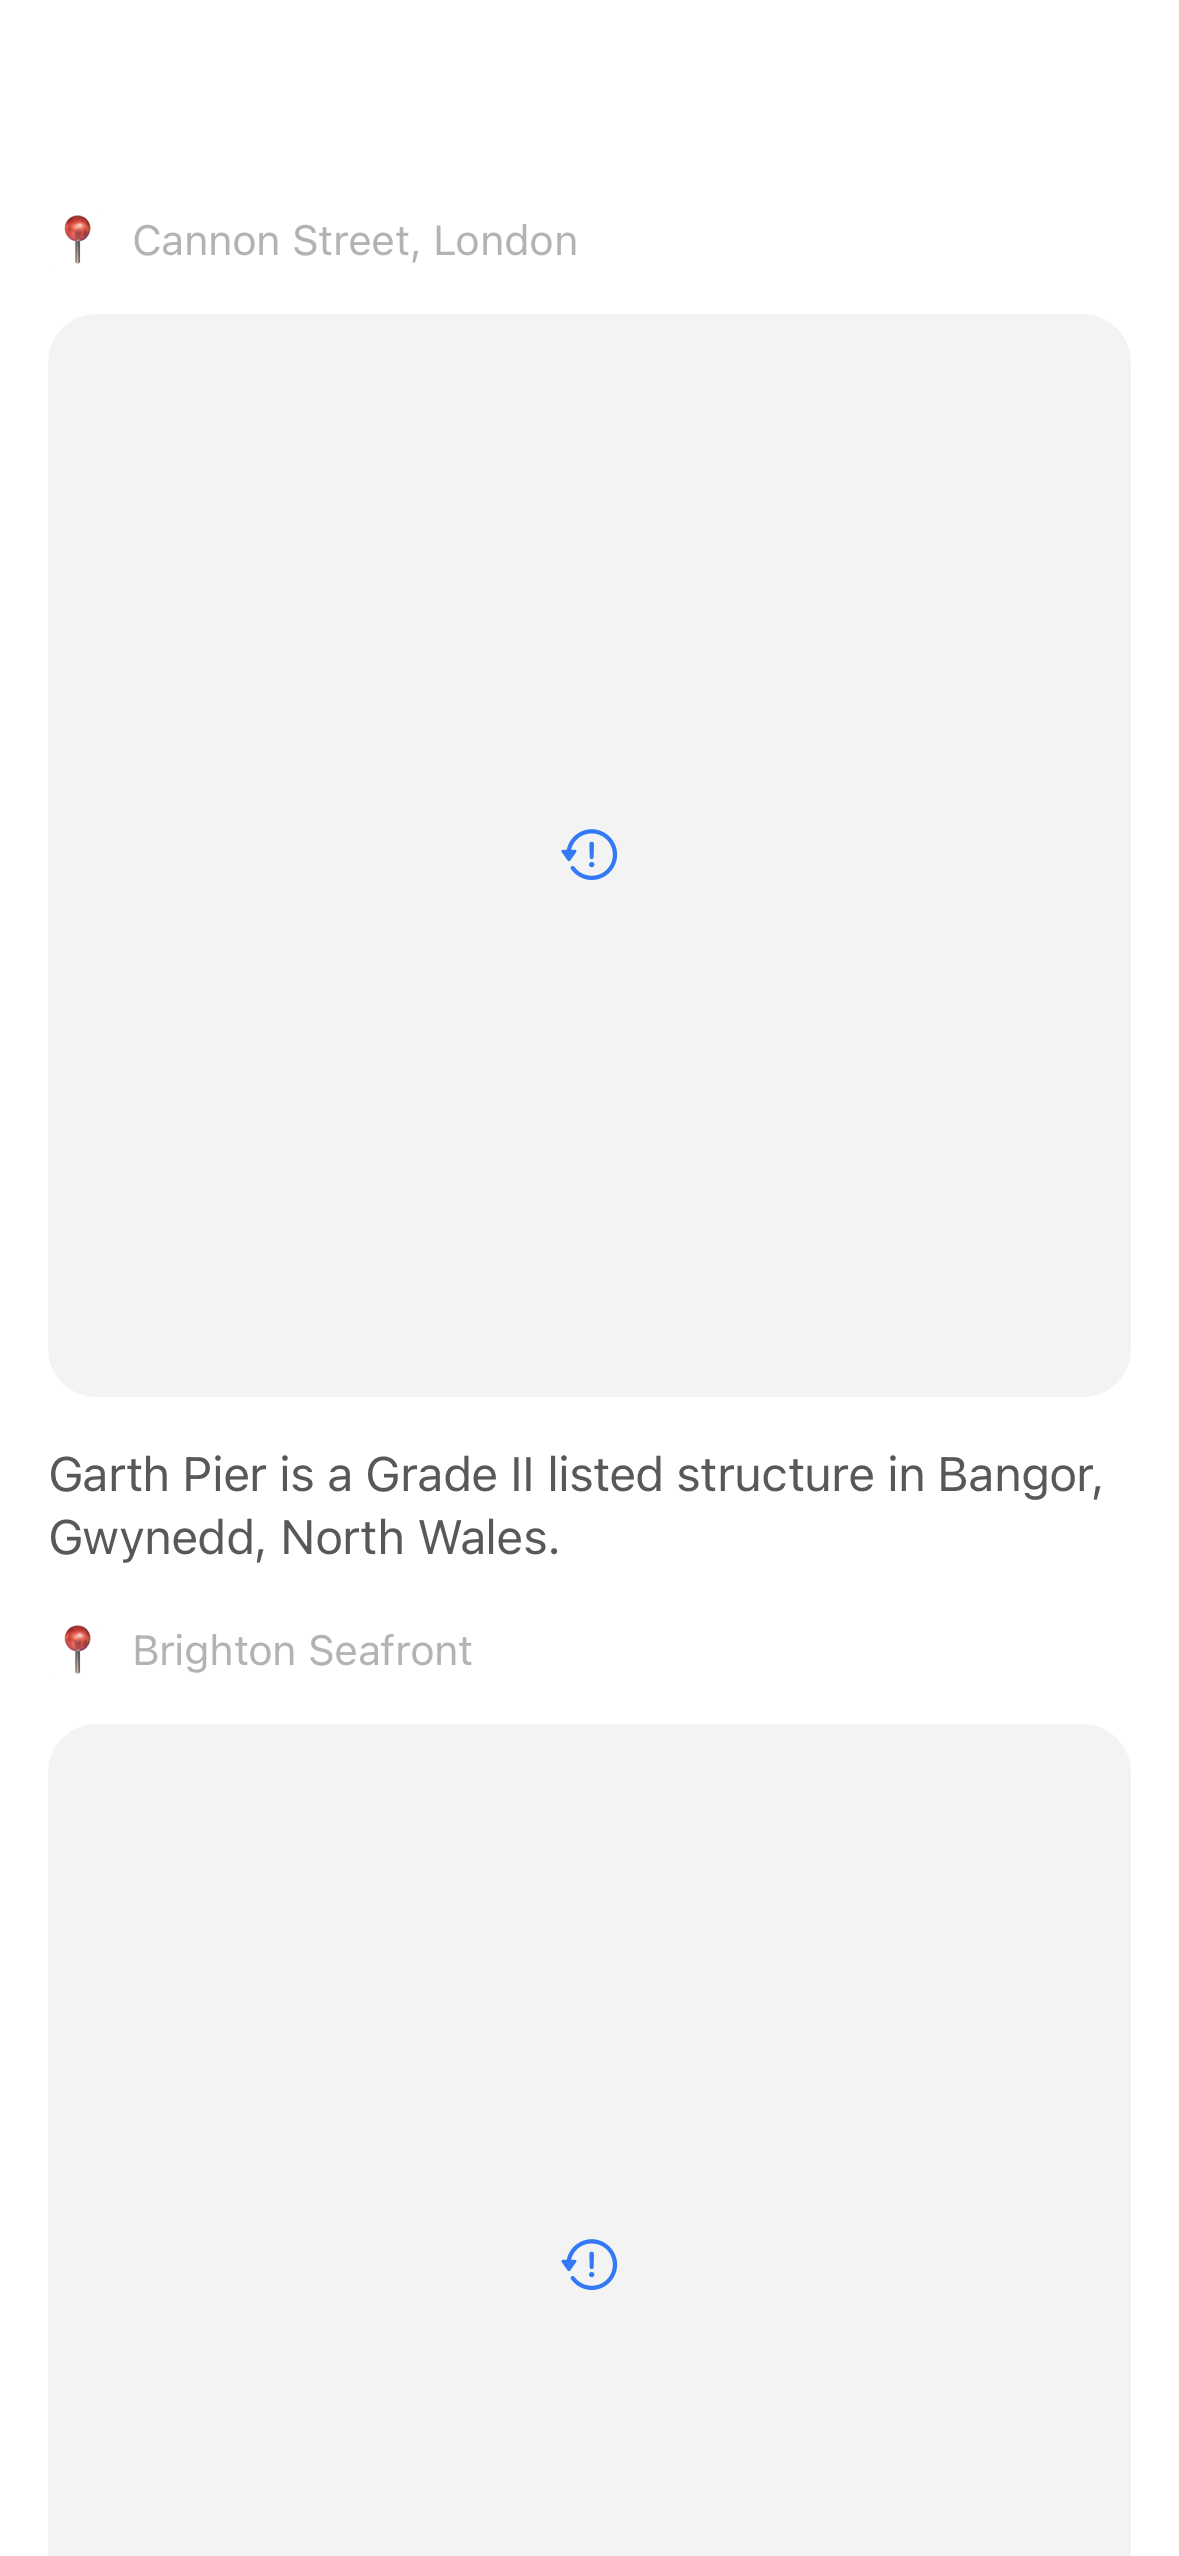 Cannon Street, London
Garth Pier is a Grade II listed structure in Bangor,
Gwynedd, North Wales.
Brighton Seafront